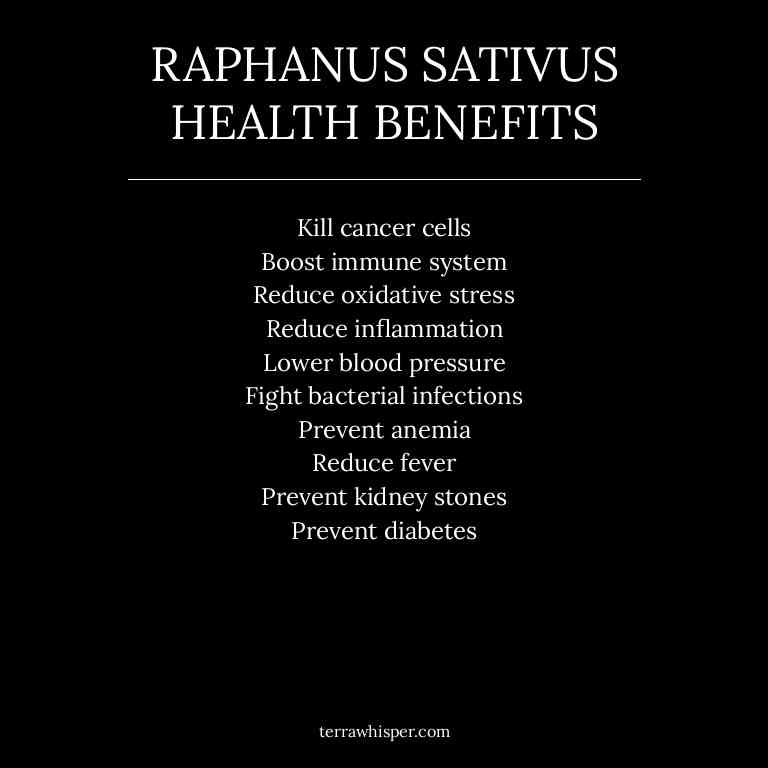 RAPHANUS SATIVUS
HEALTH BENEFITS
Kill cancer cells
Boost immune system
Reduce oxidative stress
Reduce inflammation
Lower blood pressure
Fight bacterial infections
Prevent anemia
Reduce fever
Prevent kidney stones
Prevent diabetes
terrawhisper.com